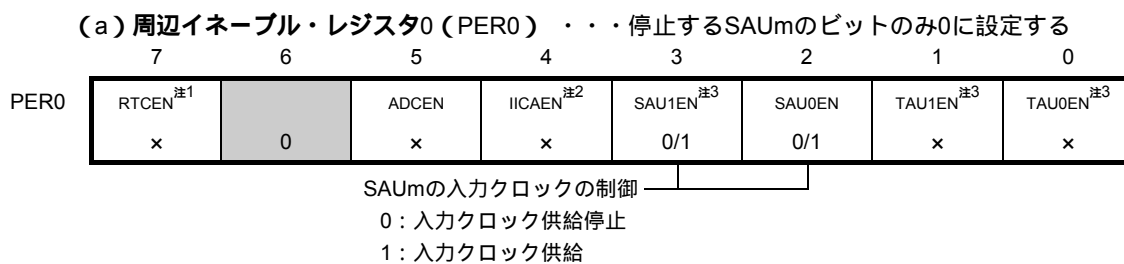 (a)周辺イネーブル・レジスタ0(PER0) ・・・停止するSAUmのビットのみ0に設定する
7 6 5 4 3 2 1 0
PER0 RTCEN注1 ADCEN IICAEN注2 SAU1EN注3 SAU0EN TAU1EN注3 TAU0EN注3
× 0 × × 0/1 0/1 × ×
SAUmの入力クロックの制御
0:入力クロック供給停止
1:入力クロック供給